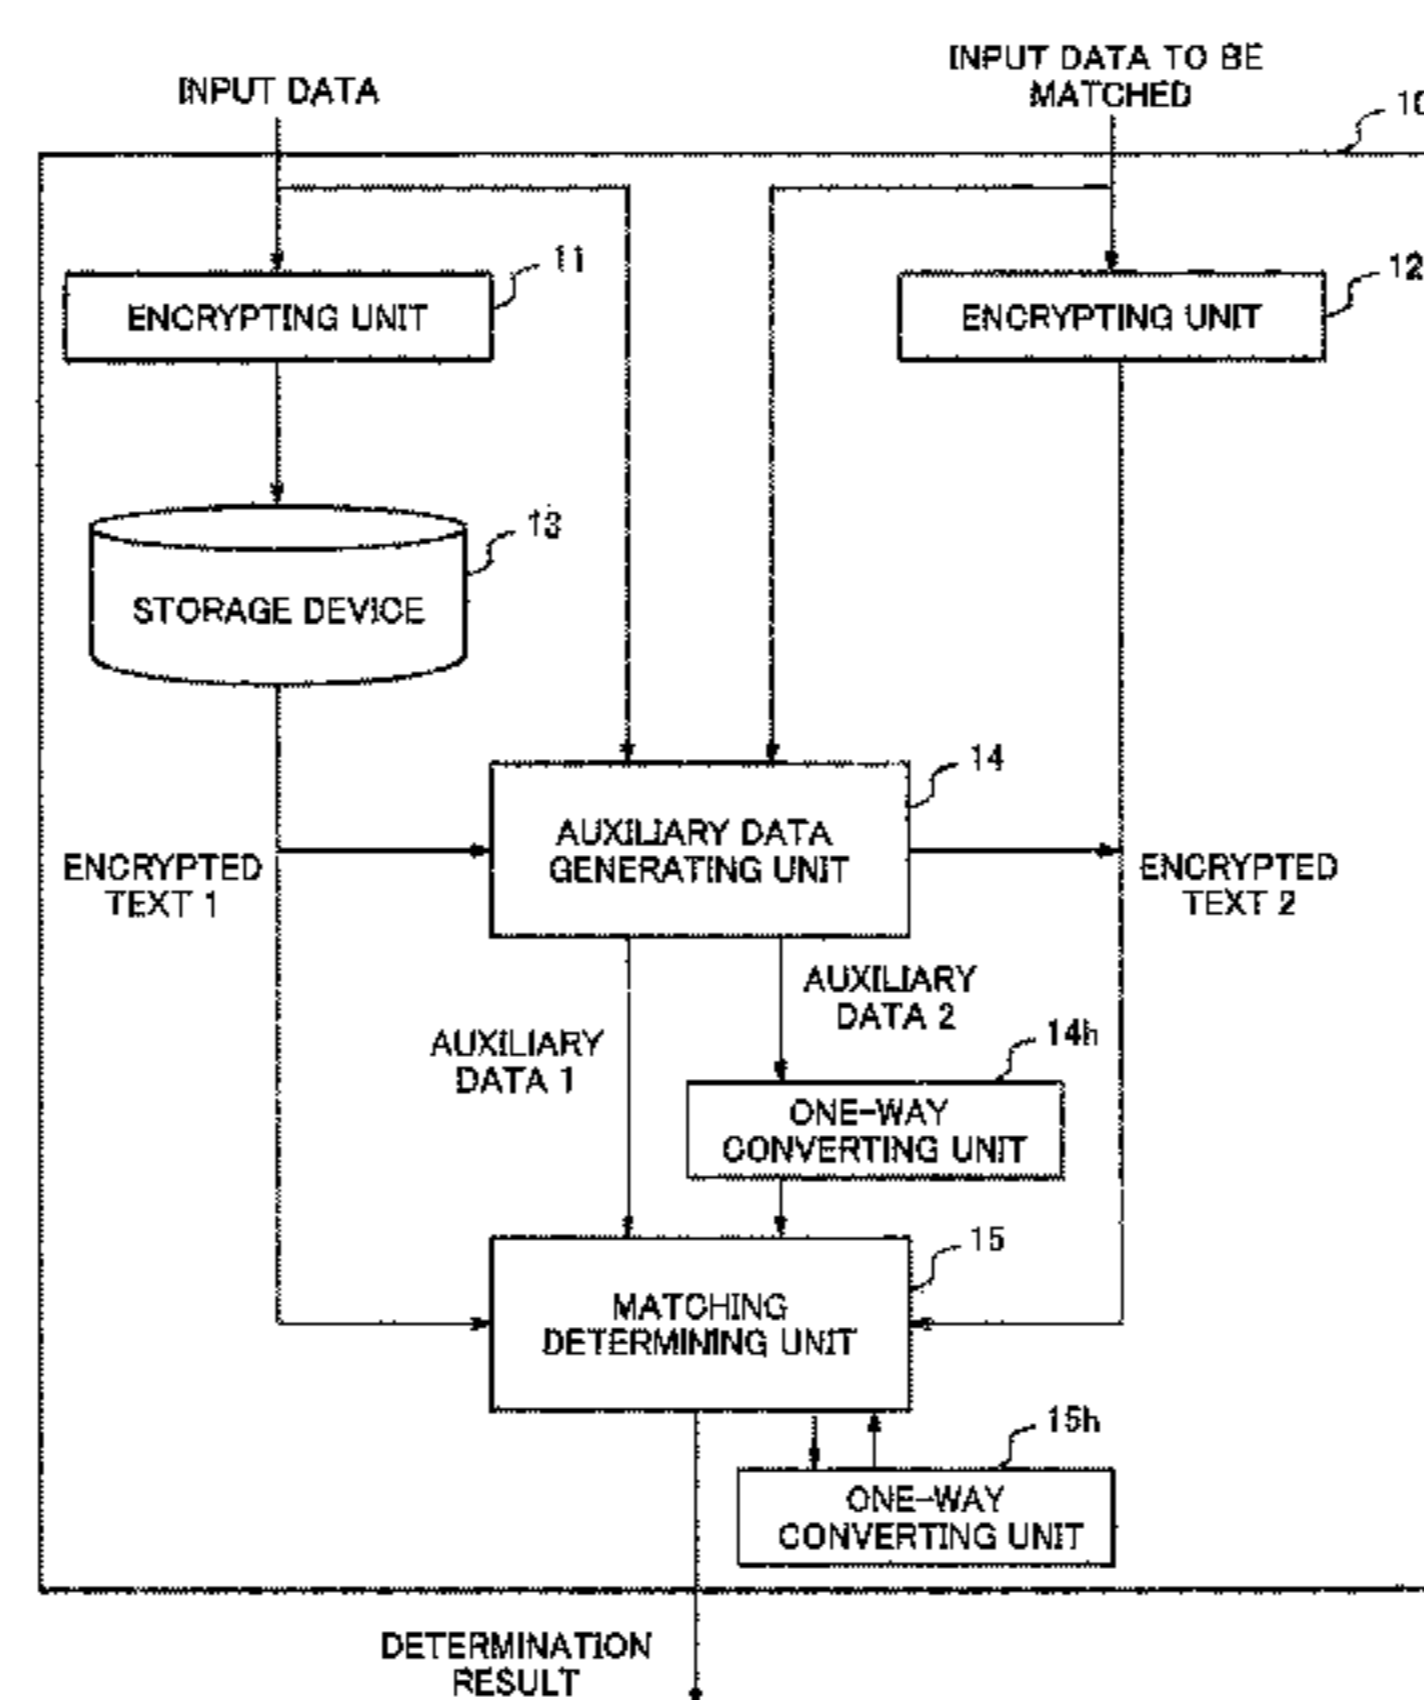 INPUT DATA
INPUT DATA TO BE
MATCHED
10
11
12
ENCRYPTING UNIT
ENCRYPTING UNIT
13
STORAGE DEVICE
14
AUXILIARY DATA
GENERATING UNIT
ENCRYPTED
TEXT 1
ENCRYPTED
TEXT 2
AUXILIARY
DATA 2
AUXILIARY
DATA 1
14h
ONE-WAY
CONVERTING UNIT
15
MATCHING
DETERMINING UNIT
15h
ONE-WAY
CONVERTING UNIT
DETERMINATION
RESULT